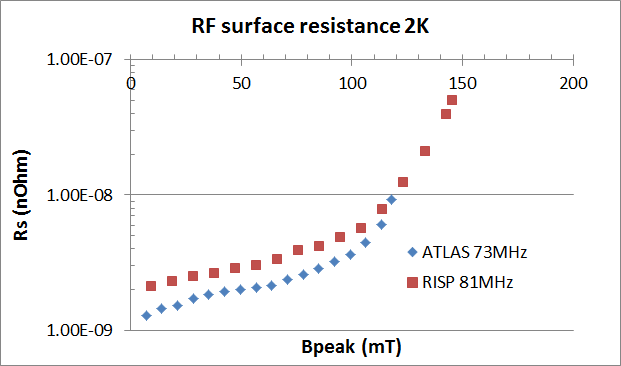 RF surface resistance 2K
1.00E-07
0 50 100 150 200
Rs (nOhm)
1.00E-08
ATLAS 73MHz
RISP 81MHz
1.00E-09
Bpeak (mT)